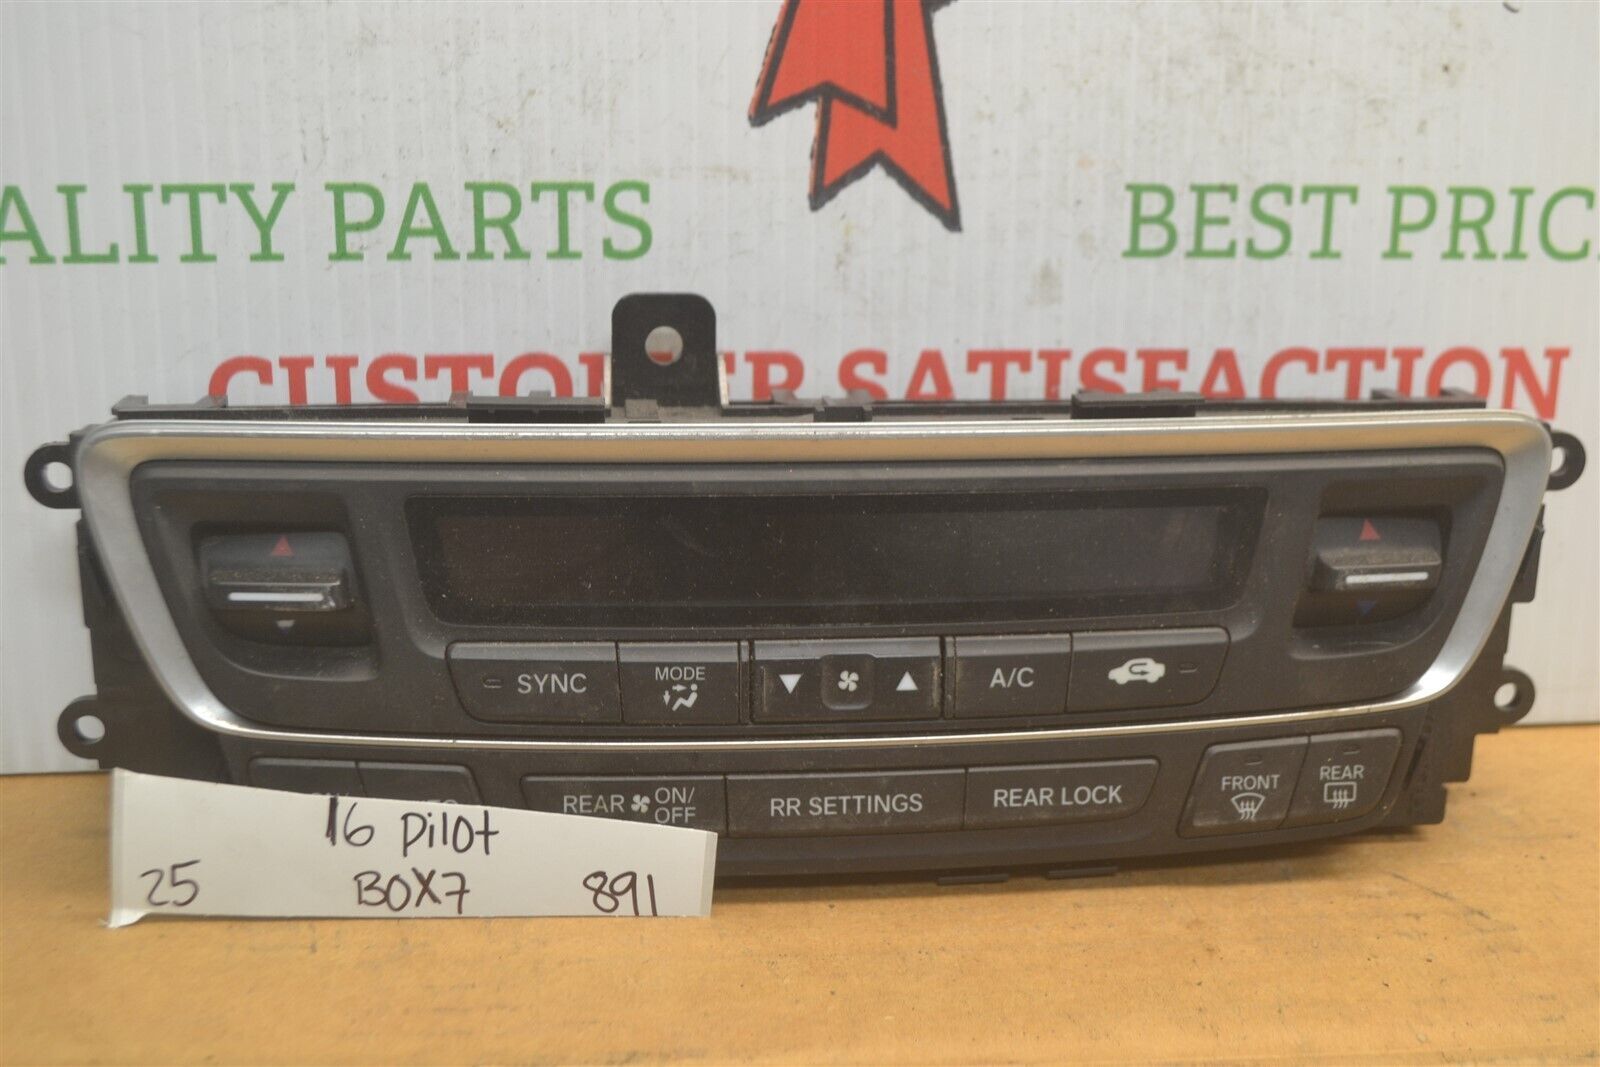 ALITY PARTS
BEST PRIC
SATISFACTION
SYNC
MODE
A/C
REAR ON/OFF
RR SETTINGS
REAR LOCK
FRONT
REAR
16 Pilot
25 BOX7 891